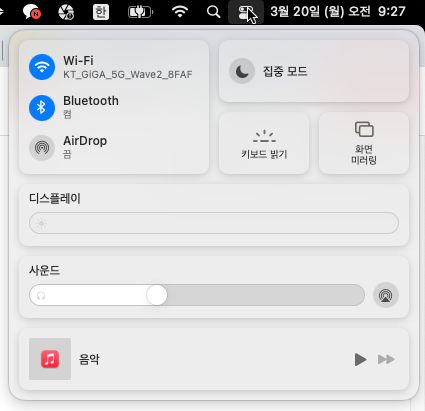 한
3월 20일 (월) 오전 9:27
Wi-Fi
KT_GiGA_5G_Wave2_8FAF
집중 모드
Bluetooth
켬
AirDrop
끔
키보드 밝기
화면
미러링
디스플레이
사운드
음악